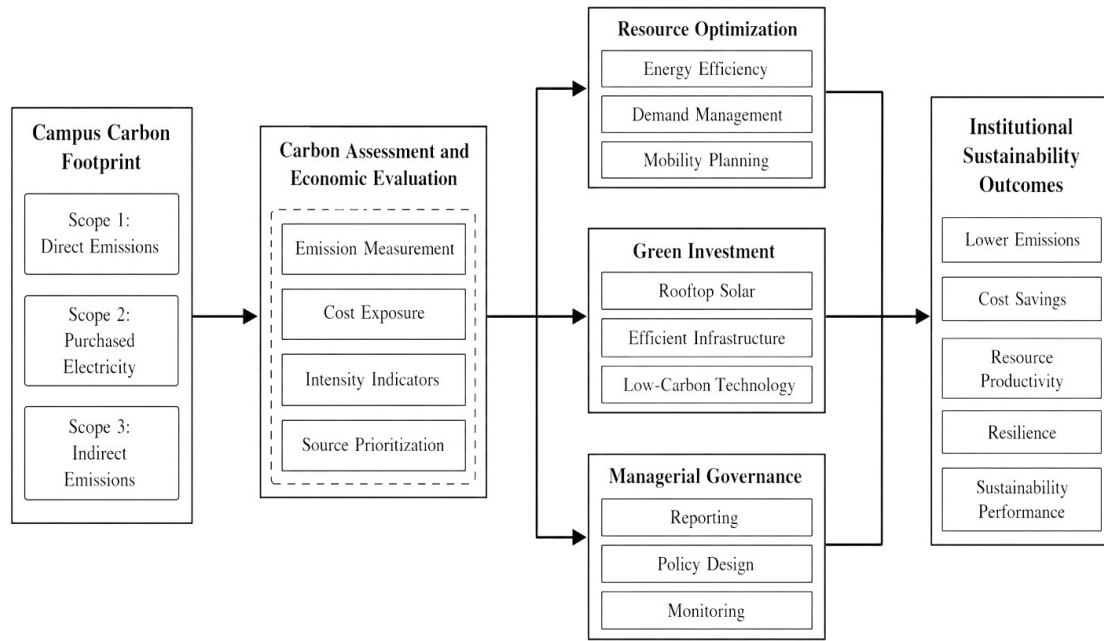 Campus Carbon
Footprint
Scope 1:
Direct Emissions
Scope 2:
Purchased
Electricity
Scope 3:
Indirect
Emissions
Carbon Assessment and
Economic Evaluation
Emission Measurement
Cost Exposure
Intensity Indicators
Source Prioritization
Resource Optimization
Energy Efficiency
Demand Management
Mobility Planning
Green Investment
Rooftop Solar
Efficient Infrastructure
Low-Carbon Technology
Managerial Governance
Reporting
Policy Design
Monitoring
Institutional
Sustainability
Outcomes
Lower Emissions
Cost Savings
Resource
Productivity
Resilience
Sustainability
Performance